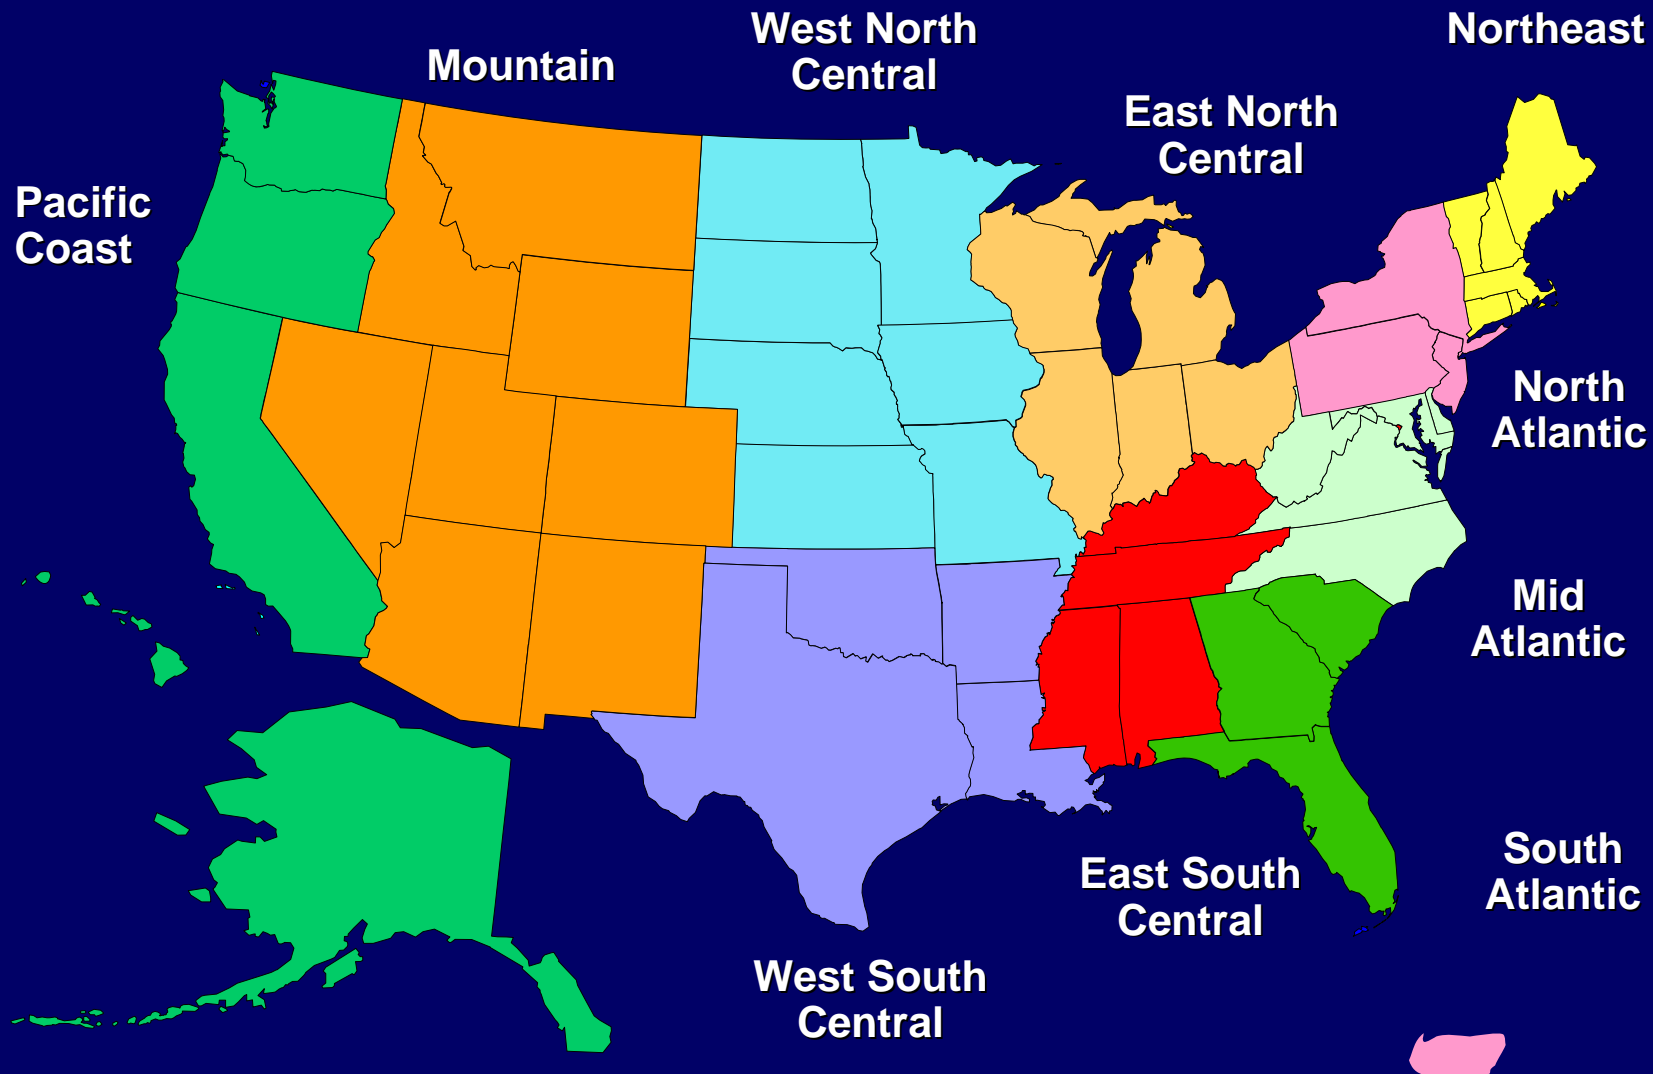 West North
Central
Northeast
Mountain
East North
Central
Pacific
Coast
North
Atlantic
Mid
Atlantic
South
Atlantic
East South
Central
West South
Central